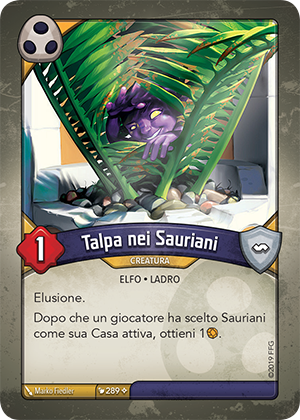 1
Talpa nei Sauriani
CREATURA
ELFO • LADRO
Elusione.
Dopo che un giocatore ha scelto Sauriani
come sua Casa attiva, ottieni 1
Marko Fiedler
289
©2019 FFG